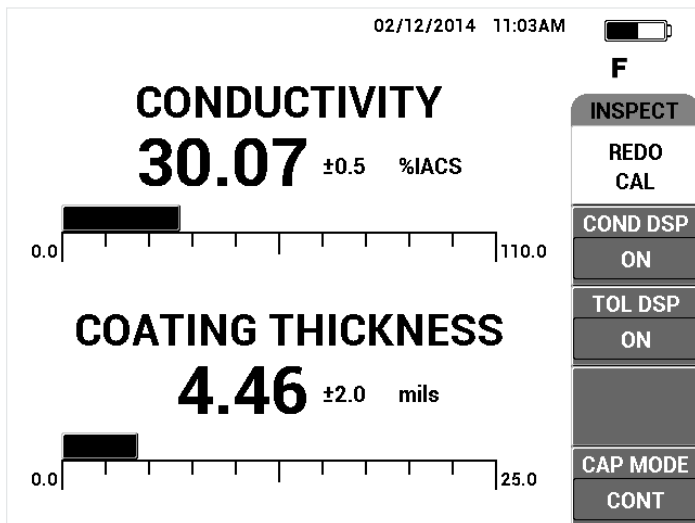 02/12/2014 11:03AM
F
CONDUCTIVITY
30.07 ±0.5 %IACS
0.0 110.0
COATING THICKNESS
4.46 ±2.0 mils
0.0 25.0
INSPECT
REDO
CAL
COND DSP
ON
TOL DSP
ON
CAP MODE
CONT